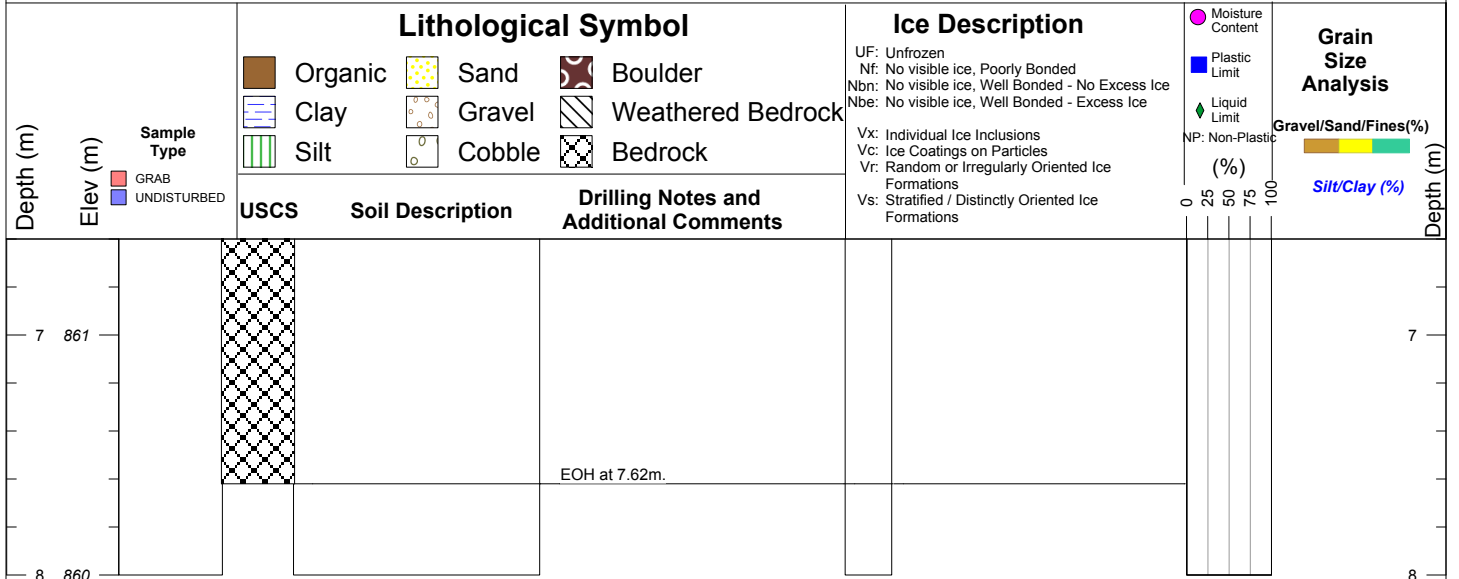 Lithological Symbol
Organic
Sand
Boulder
Clay
Gravel
Weathered Bedrock
Silt
Cobble
Bedrock
Ice Description
UF: Unfrozen
Nf: No visible ice, Poorly Bonded
Nbn: No visible ice, Well Bonded - No Excess Ice
Nbe: No visible ice, Well Bonded - Excess Ice
Vx: Individual Ice Inclusions
Vc: Ice Coatings on Particles
Vr: Random or Irregularly Oriented Ice
Formations
Vs: Stratified / Distinctly Oriented Ice
Formations
Moisture
Content
Plastic
Limit
Liquid
Limit
NP: Non-Plastic
(%)
0 25 50 75 100
Grain
Size
Analysis
Gravel/Sand/Fines(%)
Silt/Clay (%)
Depth (m)
Depth (m)
Elev (m)
Sample
Type
GRAB
UNDISTURBED
USCS
Soil Description
Drilling Notes and
Additional Comments
7 861
7
EOH at 7.62m.
8 860
8